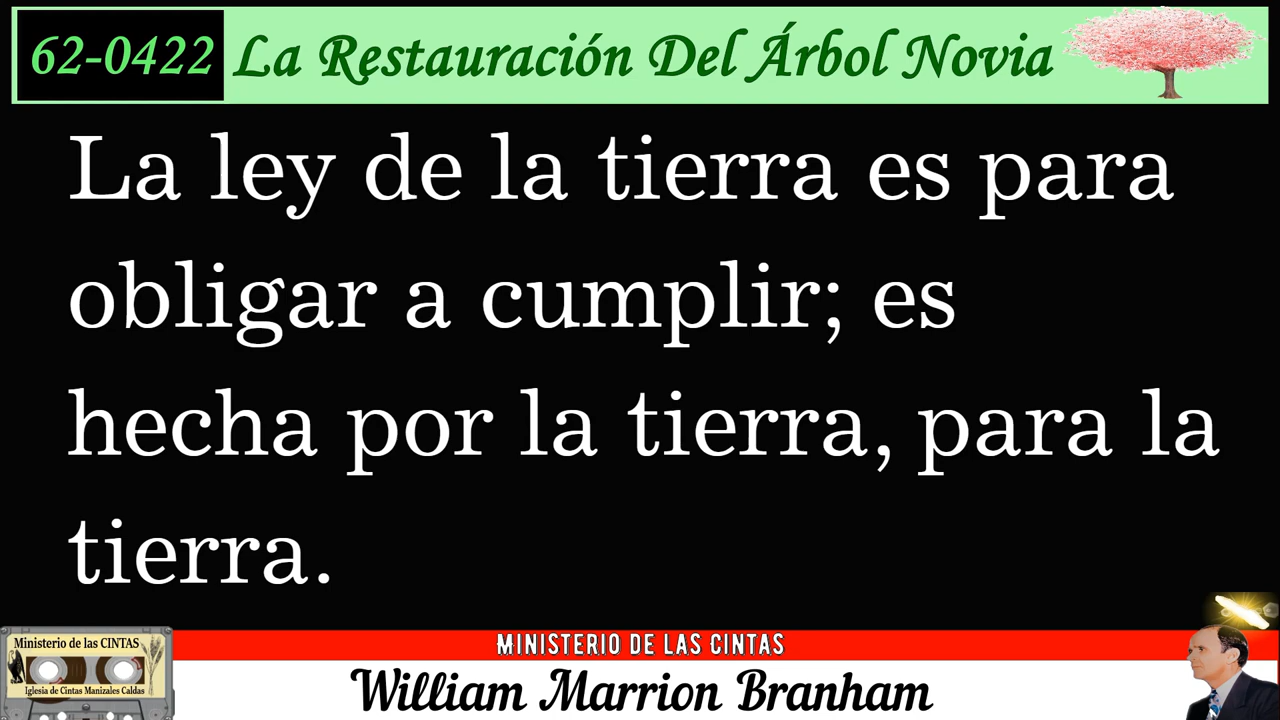 62-0422 La Restauración Del Árbol Novia
La ley de la tierra es para
obligar a cumplir; es
hecha por la tierra, para la
tierra.
MINISTERIO DE LAS CINTAS
William Marrion Branham
Ministerio de las CINTAS
Iglesia de Cintas Manizales Caldas